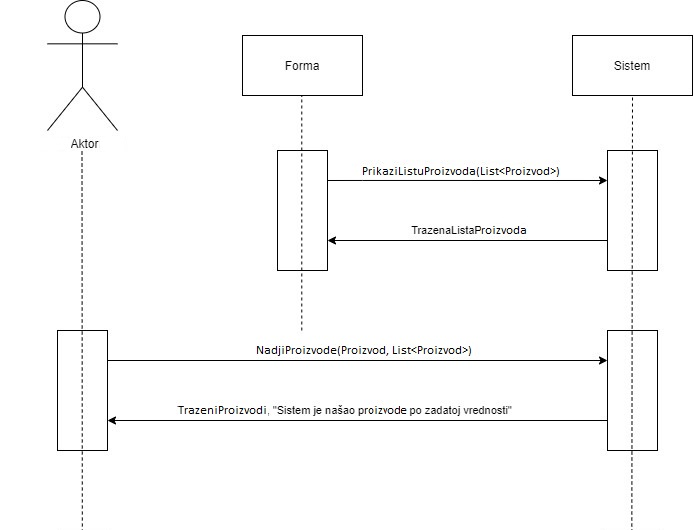 Forma
Sistem
Aktor
PrikaziListuProizvoda(List<Proizvod>)
TrazenaListaProizvoda
NadjiProizvode(Proizvod, List<Proizvod>)
TrazeniProizvodi, "Sistem je našao proizvode po zadatoj vrednosti"